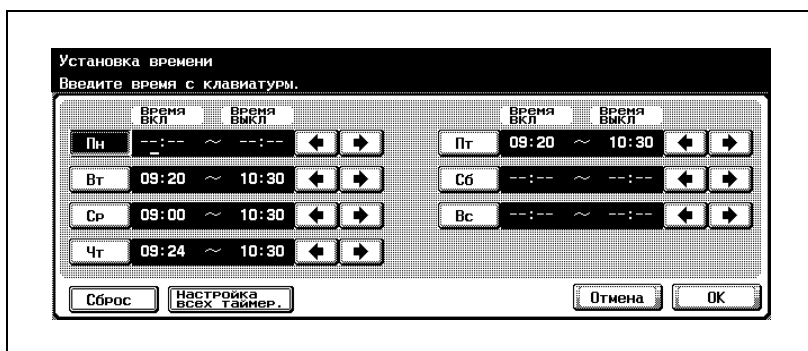 Установка времени
Введите время с клавиатуры.
Время ВКЛ Время ВЫКЛ Время ВКЛ Время ВЫКЛ
Пн --:-- ~ --:-- Пт 09:20 ~ 10:30
Вт 09:20 ~ 10:30 Сб --:-- ~ --:--
Ср 09:00 ~ 10:30 Вс --:-- ~ --:--
Чт 09:24 ~ 10:30
Сброс Настройка всех таймер. Отмена OK